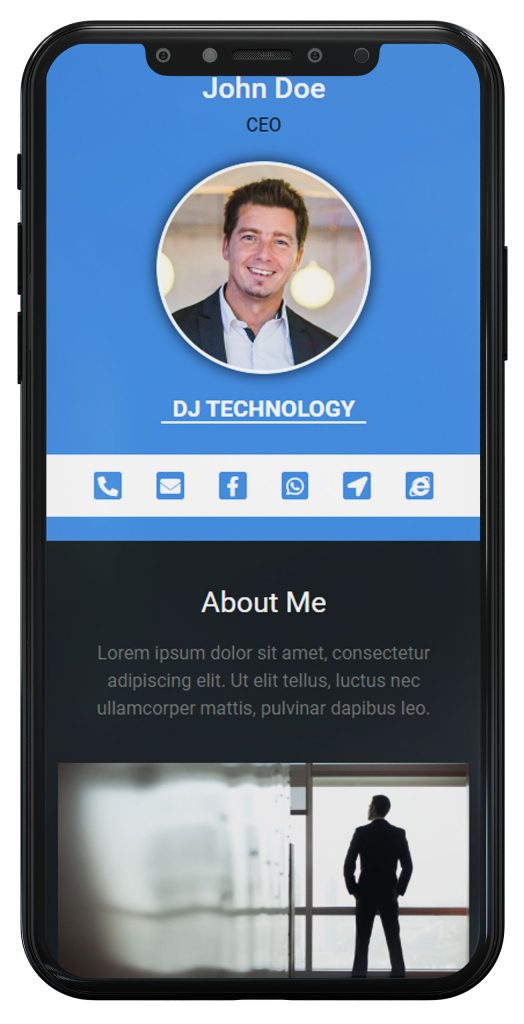 John Doe
CEO
DJ TECHNOLOGY
About Me
Lorem ipsum dolor sit amet, consectetur
adipiscing elit. Ut elit tellus, luctus nec
ullamcorper mattis, pulvinar dapibus leo.